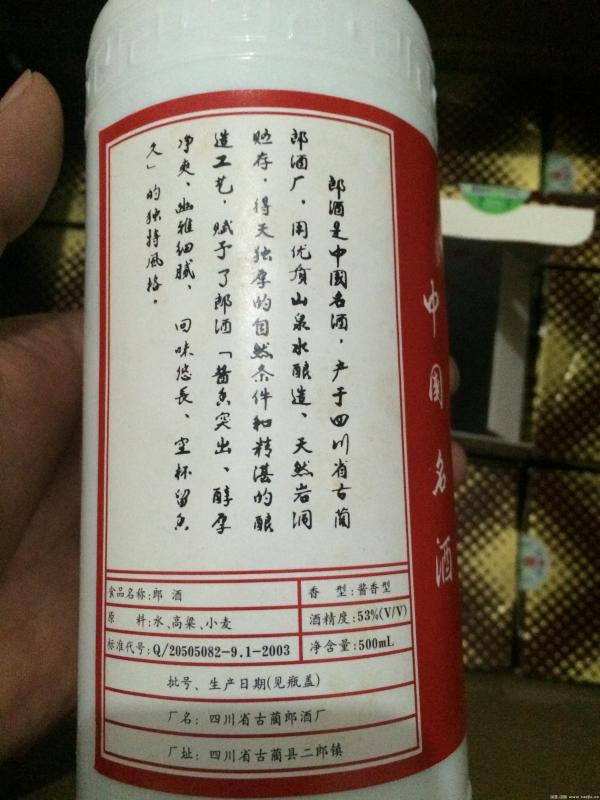 郎酒是中國名酒，产于四川省古蔺
郎酒厂，用优质山泉水酿造、天然岩洞
贮存，得天独厚的自然条件和精湛的酿
造工艺，赋予了郎酒「酱香突出、醇厚
净爽、幽雅细腻、回味悠長、空杯留香
久」的独特风格。
中國名酒
食品名称:郎 酒
香 型:酱香型
原 料:水、高粱、小麦
酒精度:53%(V/V)
标准代号:Q/20505082-9.1-2003
净含量:500mL
批号、生产日期(见瓶盖)
厂名: 四川省古蔺郎酒厂
厂址: 四川省古蔺县二郎镇